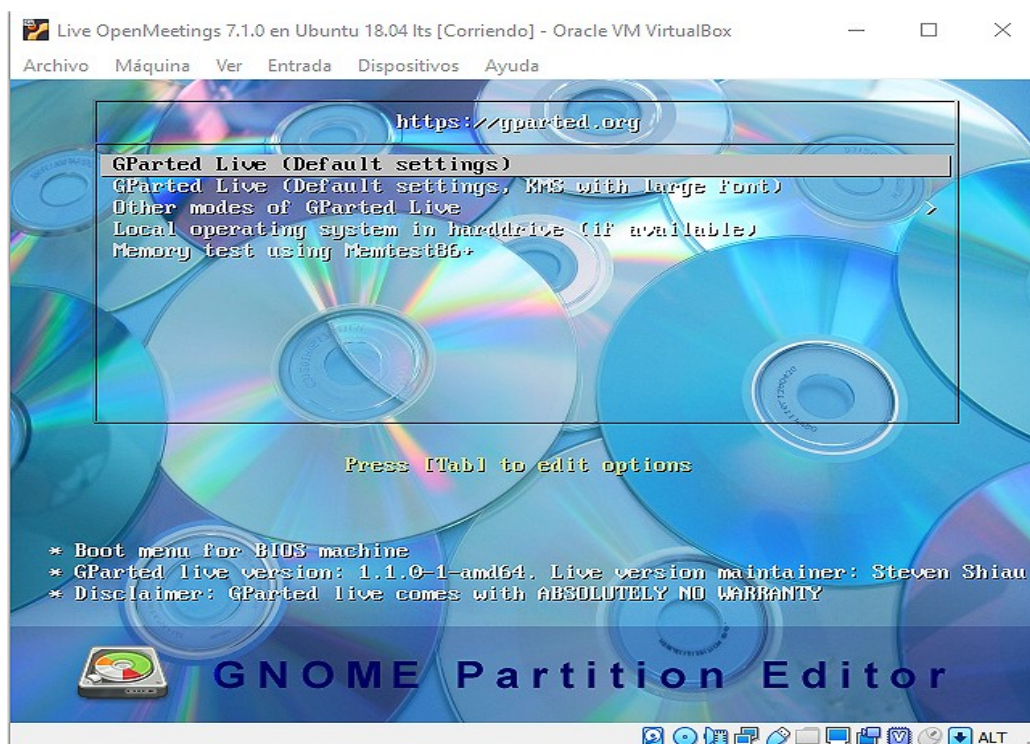 Live OpenMeetings 7.1.0 en Ubuntu 18.04 lts [Corriendo] - Oracle VM VirtualBox
Archivo Máquina Ver Entrada Dispositivos Ayuda
https://gparted.org
GParted Live (Default settings)
GParted Live (Default settings, KMS with large font)
Other modes of GParted Live >
Local operating system in harddrive (if available)
Memory test using Memtest86+
Press [Tab] to edit options
* Boot menu for BIOS machine
* GParted live version: 1.1.0-1-amd64. Live version maintainer: Steven Shiau
* Disclaimer: GParted live comes with ABSOLUTELY NO WARRANTY
GNOME Partition Editor
ALT